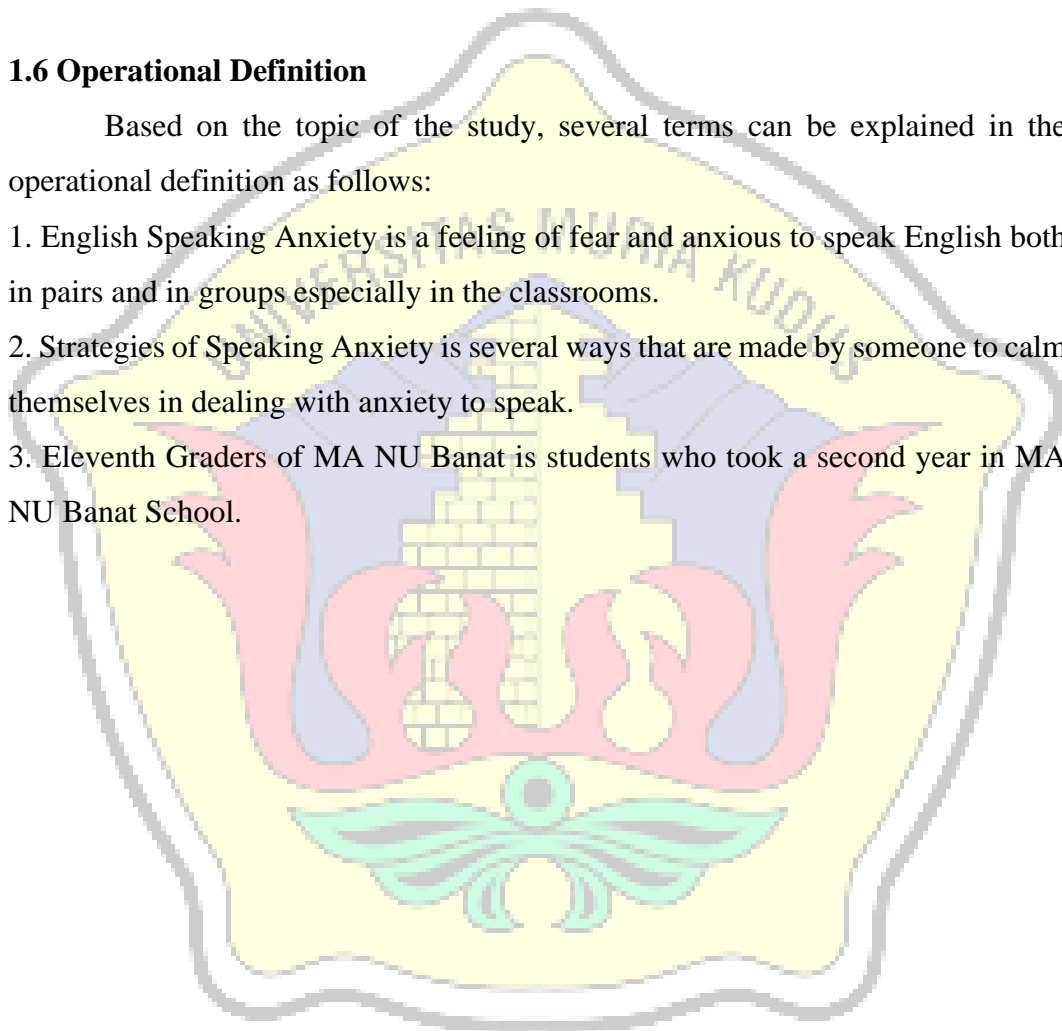 1.6 Operational Definition
Based on the topic of the study, several terms can be explained in the
operational definition as follows:
1. English Speaking Anxiety is a feeling of fear and anxious to speak English both
in pairs and in groups especially in the classrooms.
2. Strategies of Speaking Anxiety is several ways that are made by someone to calm
themselves in dealing with anxiety to speak.
3. Eleventh Graders of MA NU Banat is students who took a second year in MA
NU Banat School.
UNIVERSITAS MURIA KUDUS